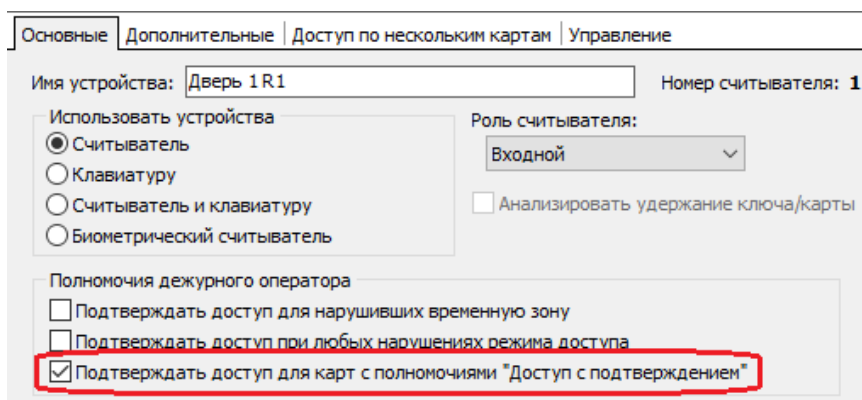 Основные Дополнительные Доступ по нескольким картам Управление
Имя устройства: Дверь 1R1 Номер считывателя: 1
Использовать устройства Роль считывателя:
Считыватель Входной
Клавиатуру
Считыватель и клавиатуру Анализировать удержание ключа/карты
Биометрический считыватель
Полномочия дежурного оператора
Подтверждать доступ для нарушивших временную зону
Подтверждать доступ при любых нарушениях режима доступа
Подтверждать доступ для карт с полномочиями "Доступ с подтверждением"